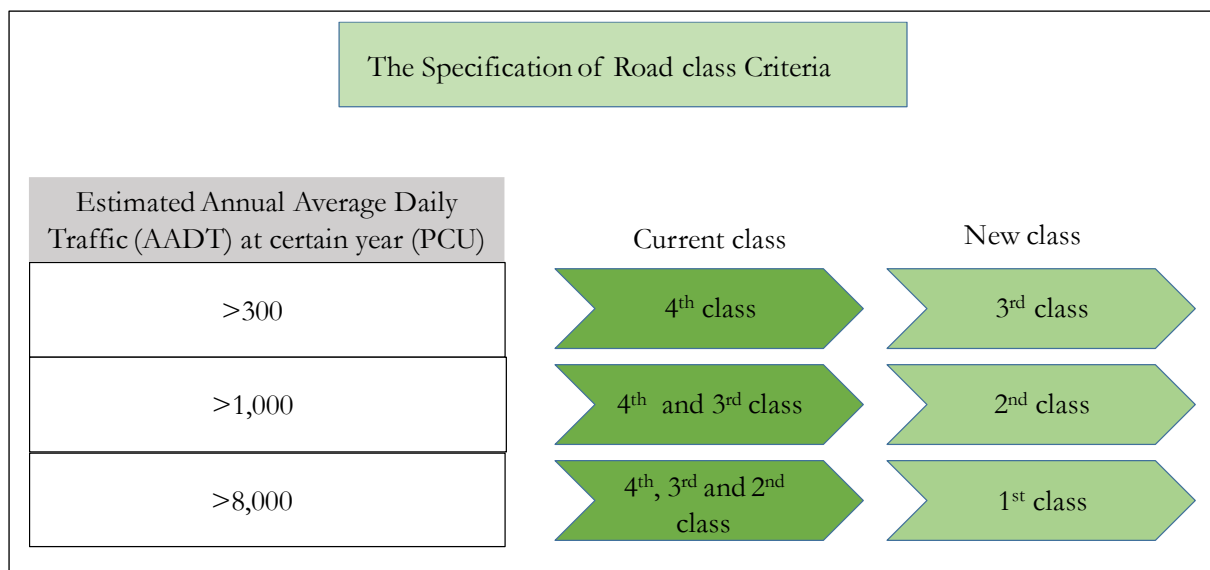 The Specification of Road class Criteria
Estimated Annual Average Daily
Traffic (AADT) at certain year (PCU)
Current class
New class
>300
4th class
3rd class
>1,000
4th and 3rd class
2nd class
>8,000
4th, 3rd and 2nd
class
1st class